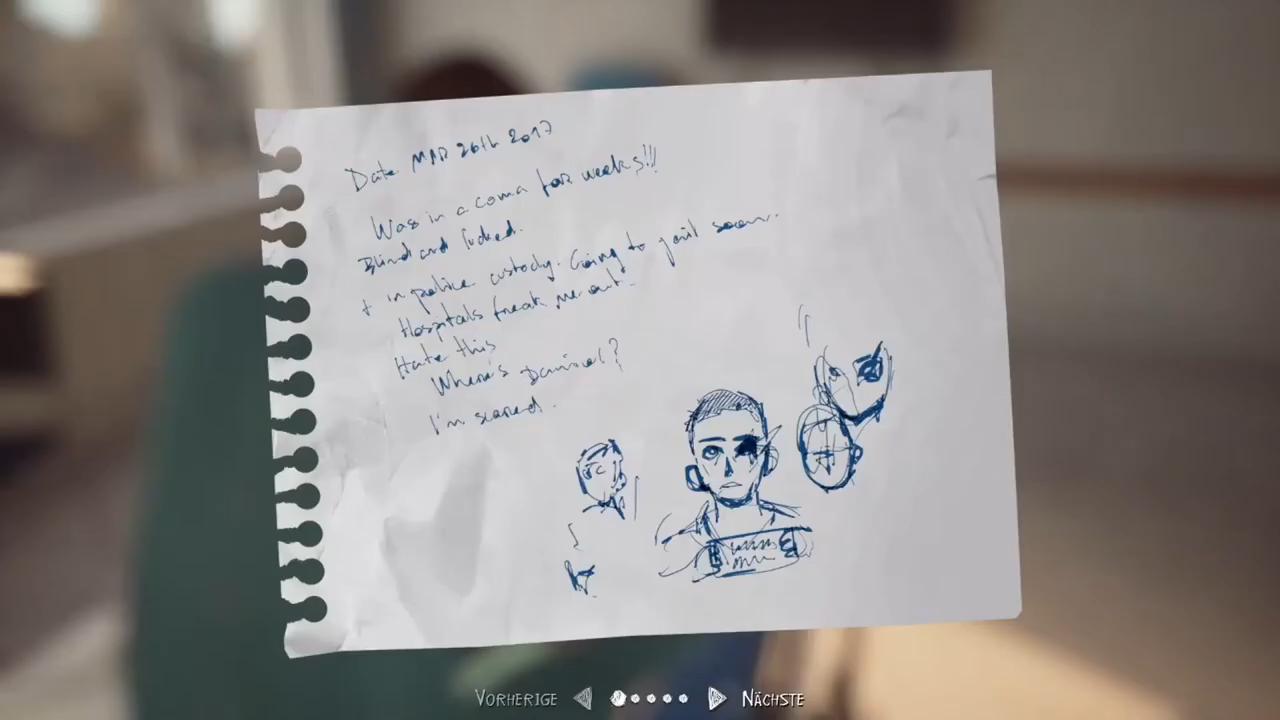 Date MAR 26th 2017
Was in a coma for weeks!!!
Blind and fucked.
+ in police custody. Going to jail soon.
Hospitals freak me out.
Hate this
Where's Daniel?
I'm scared.
VORHERIGE
NÄCHSTE